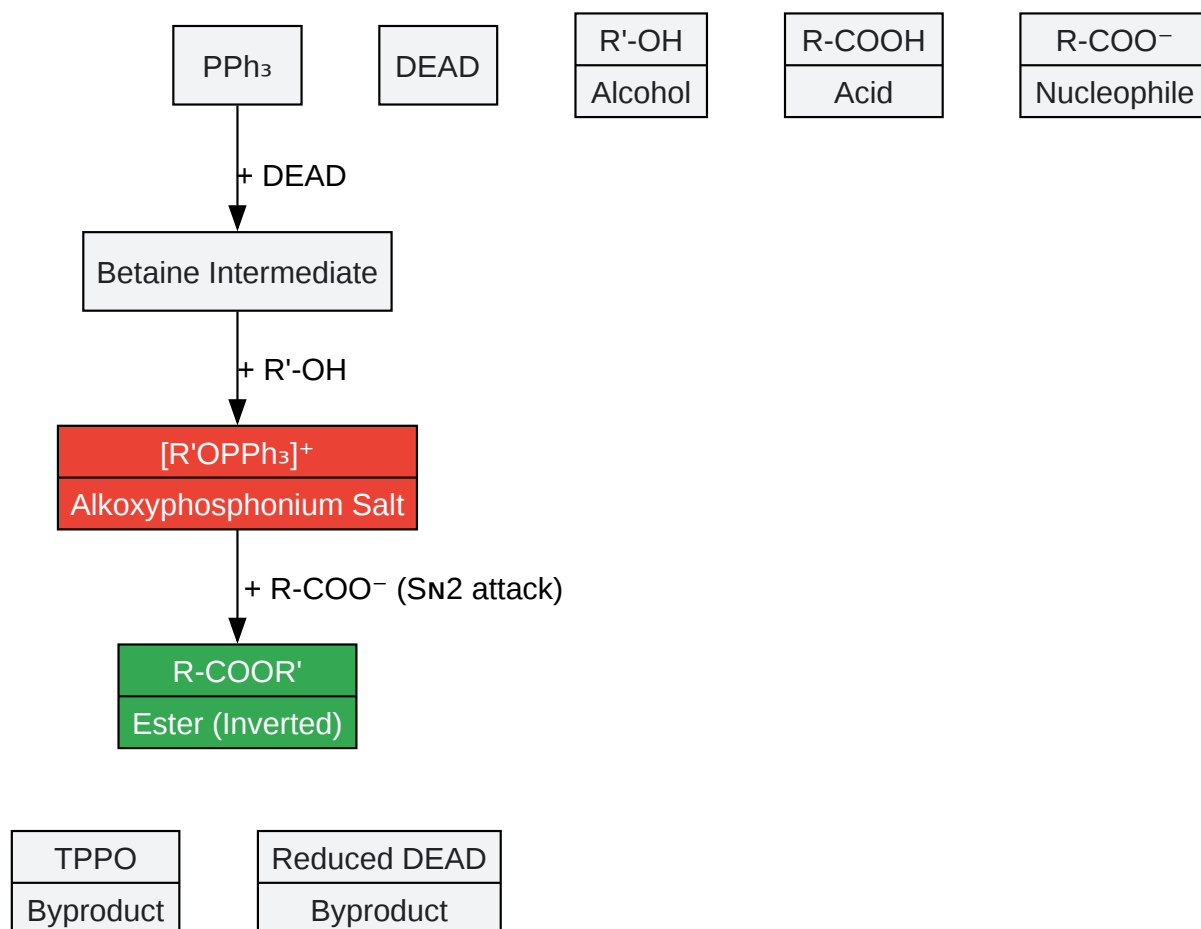 PPh₃
DEAD
R'-OH
Alcohol
R-COOH
Acid
R-COO⁻
Nucleophile
+ DEAD
Betaine Intermediate
+ R'-OH
[R'OPPh₃]⁺
Alkoxyphosphonium Salt
+ R-COO⁻ (Sɴ2 attack)
R-COOR'
Ester (Inverted)
TPPO
Byproduct
Reduced DEAD
Byproduct